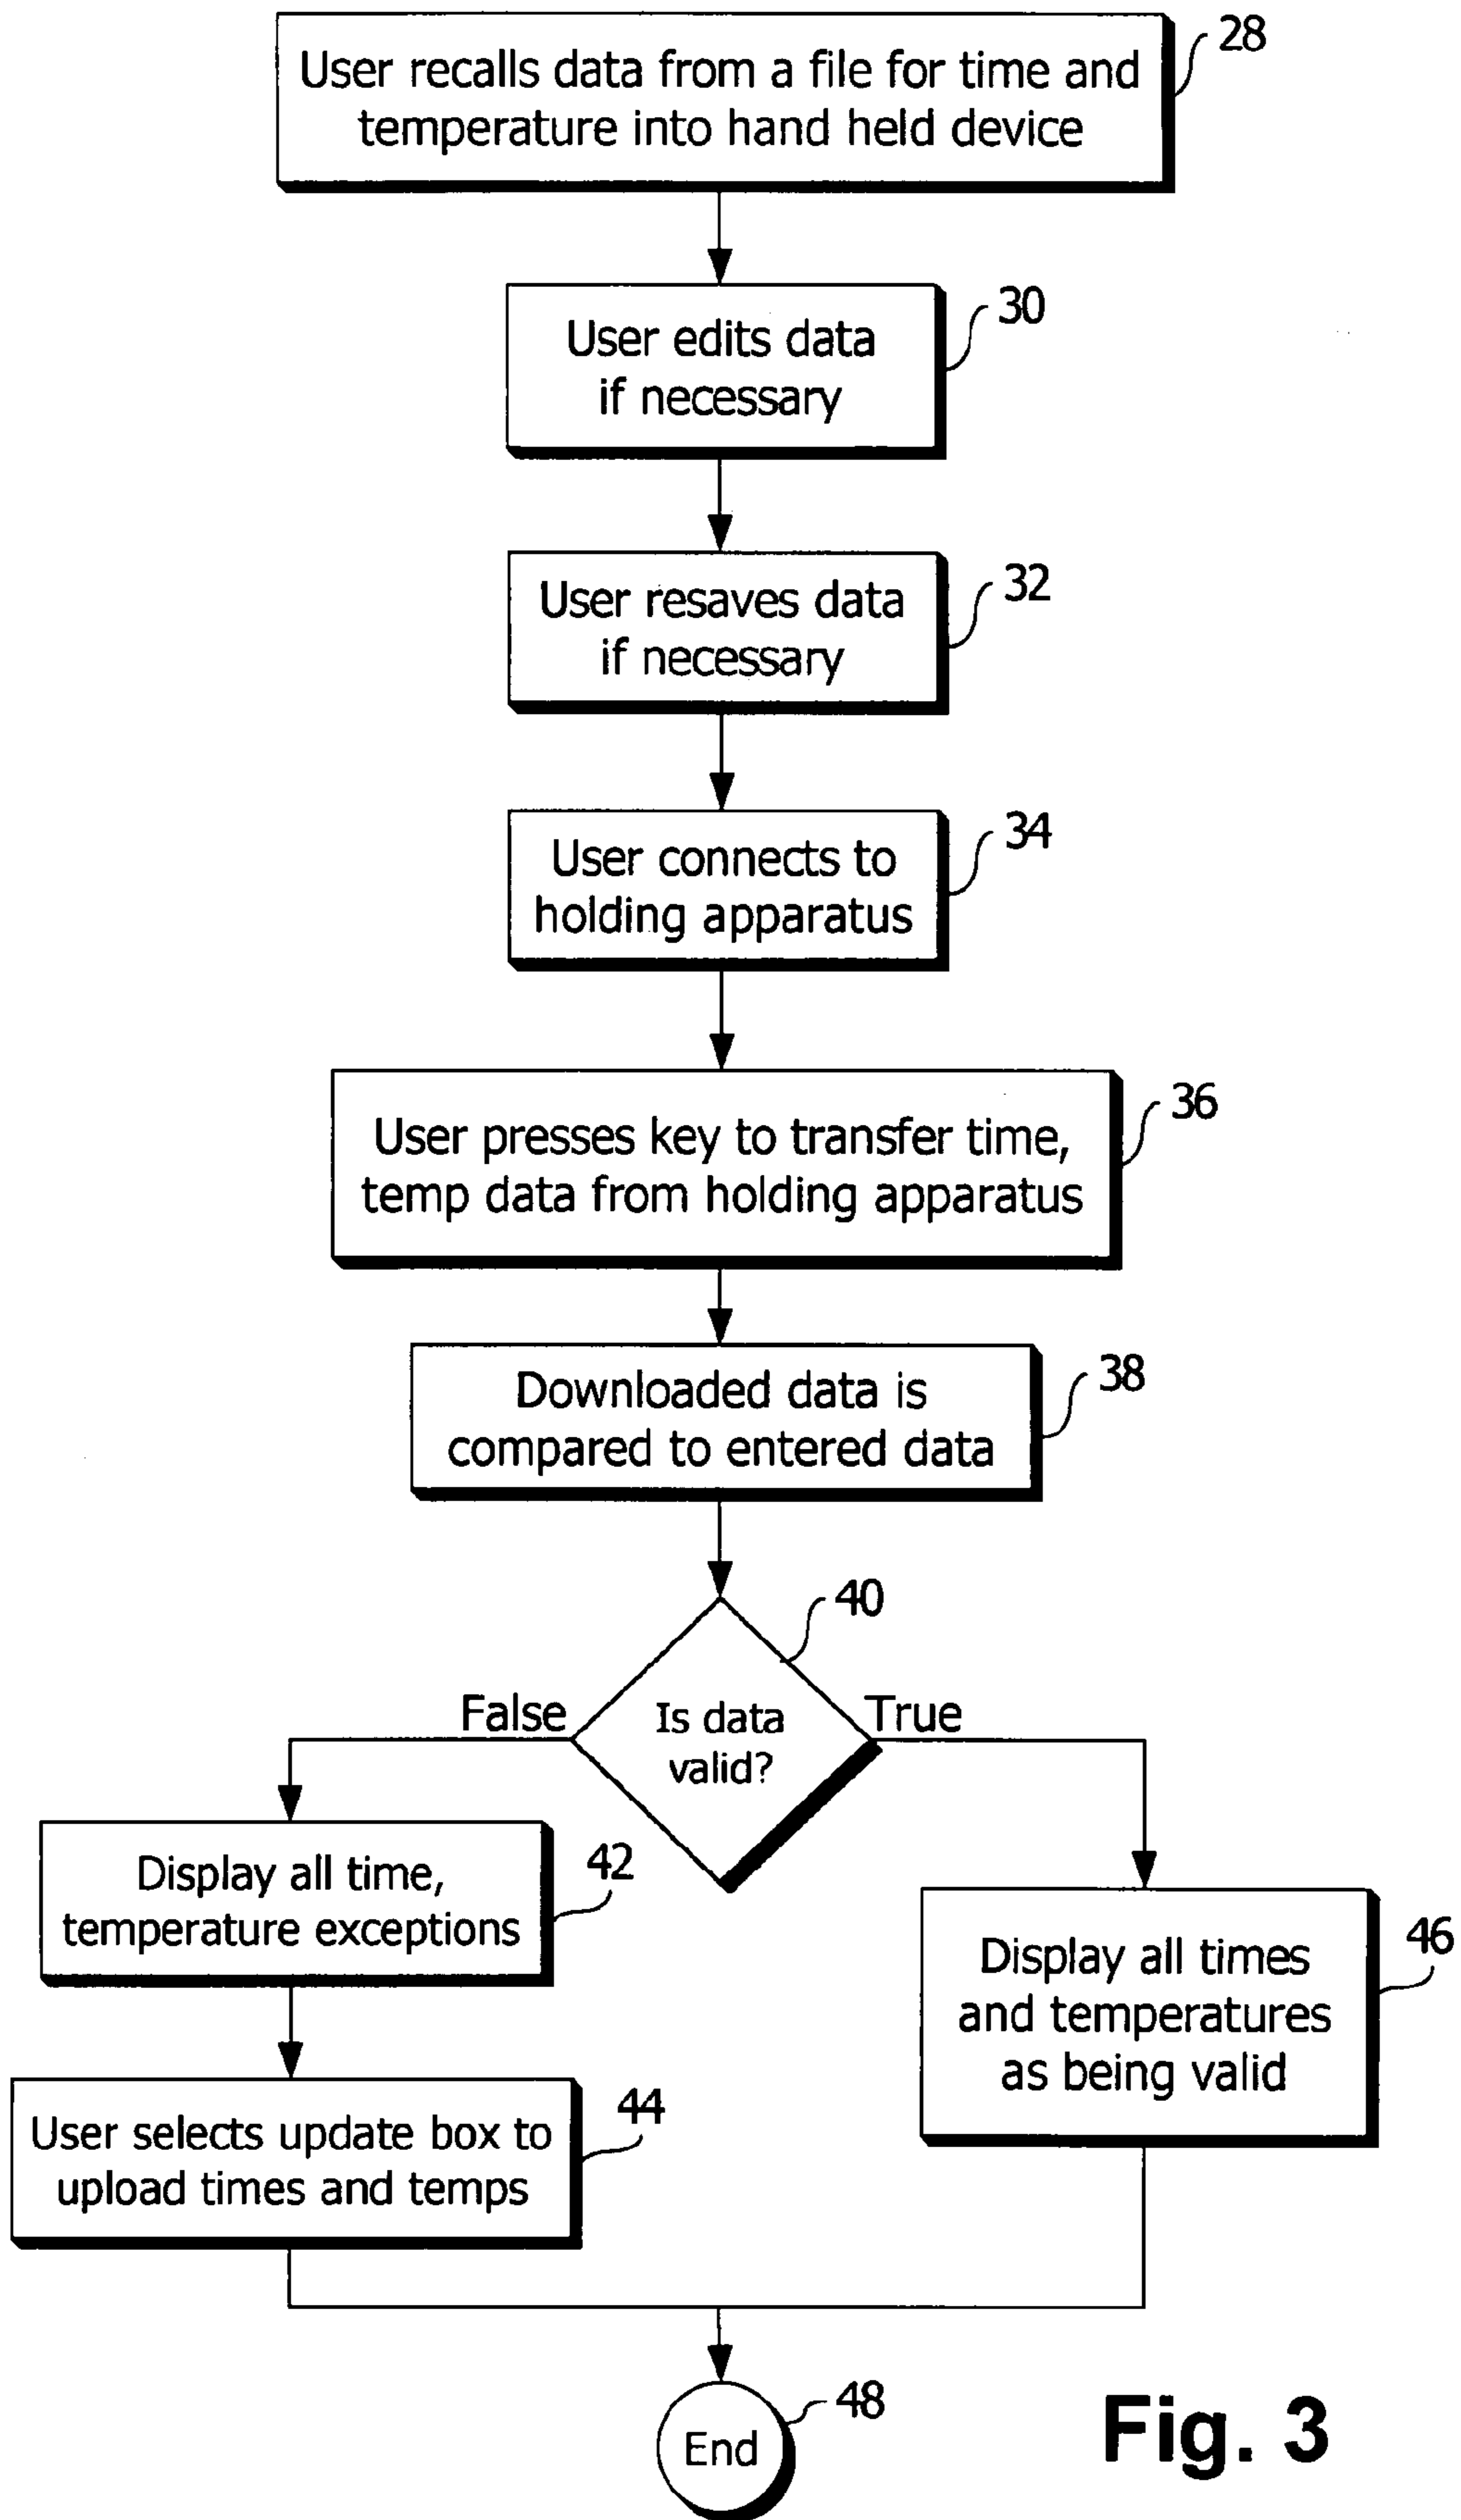 User recalls data from a file for time and
temperature into hand held device
28
User edits data
if necessary
30
User resaves data
if necessary
32
User connects to
holding apparatus
34
User presses key to transfer time,
temp data from holding apparatus
36
Downloaded data is
compared to entered data
38
40
False
Is data
valid?
True
Display all time,
temperature exceptions
42
Display all times
and temperatures
as being valid
46
User selects update box to
upload times and temps
44
End
48
Fig. 3